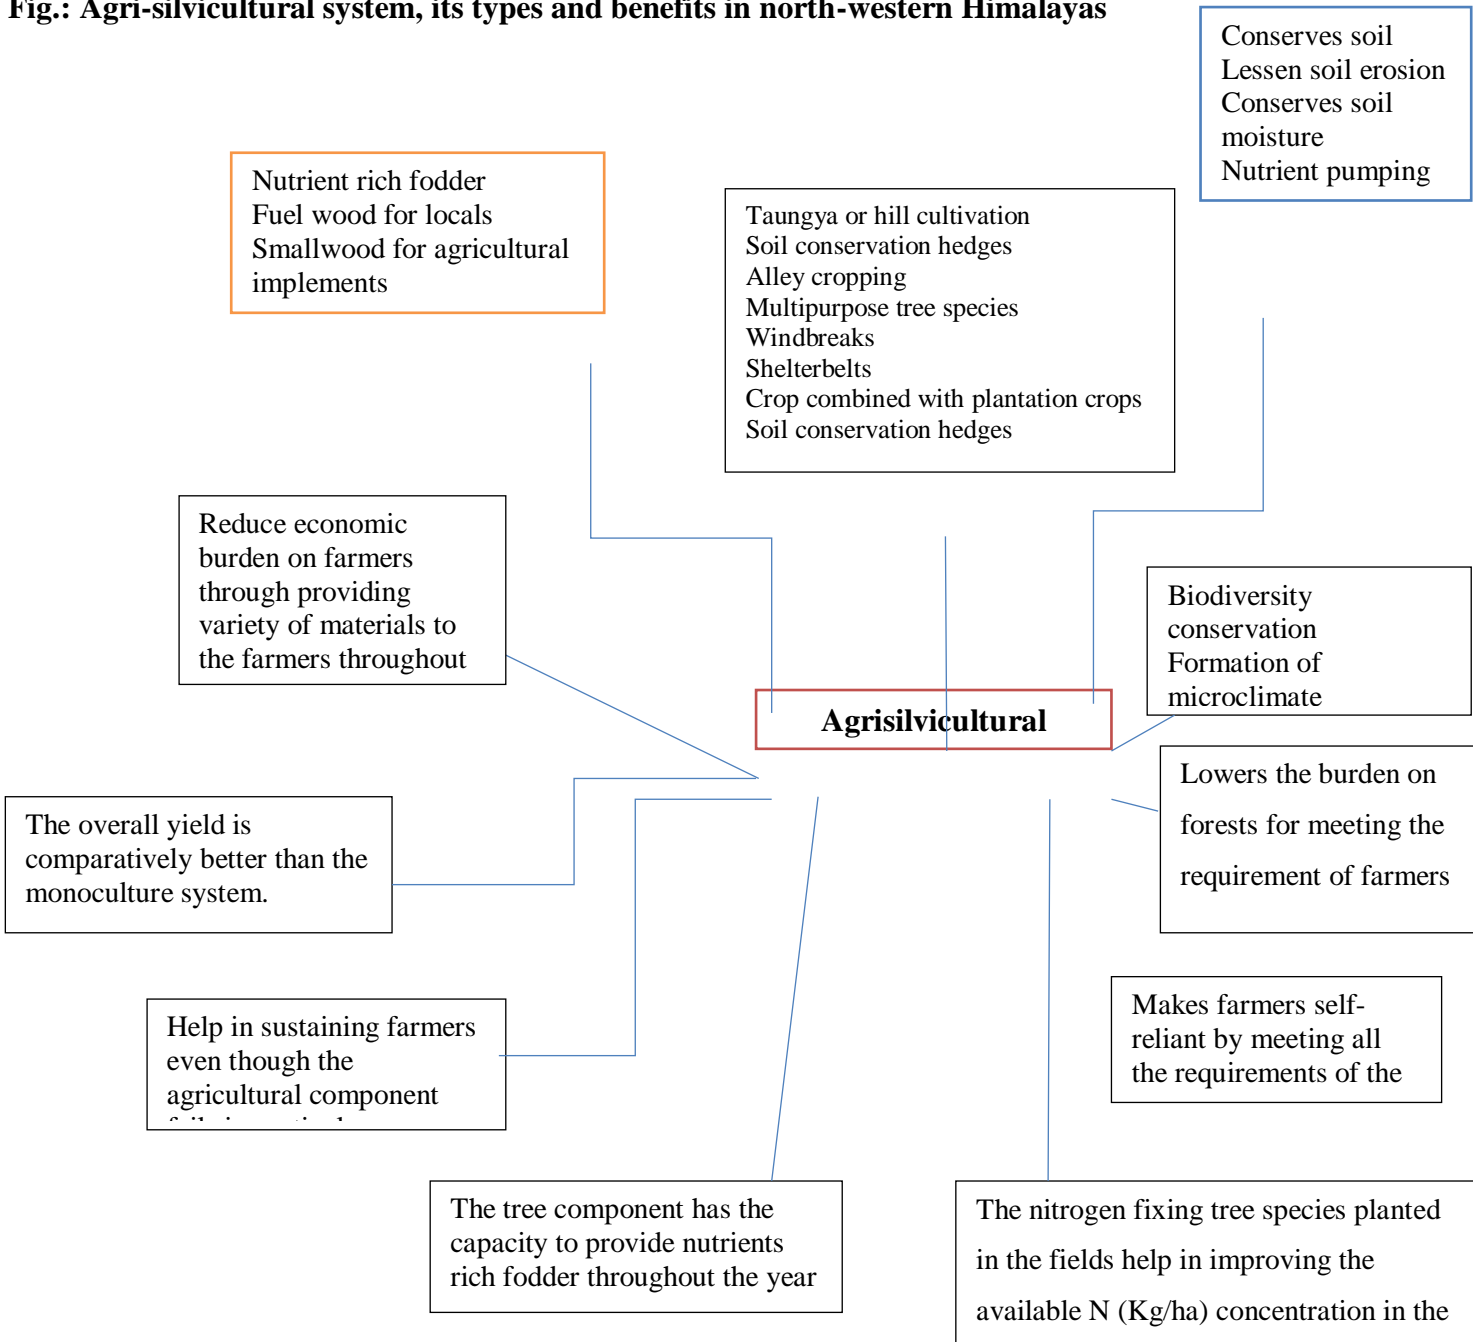 Fig.: Agri-silvicultural system, its types and benefits in north-western Himalayas
Conserves soil
Lessen soil erosion
Conserves soil
moisture
Nutrient pumping
Nutrient rich fodder
Fuel wood for locals
Smallwood for agricultural
implements
Taungya or hill cultivation
Soil conservation hedges
Alley cropping
Multipurpose tree species
Windbreaks
Shelterbelts
Crop combined with plantation crops
Soil conservation hedges
Reduce economic
burden on farmers
through providing
variety of materials to
the farmers throughout
Biodiversity
conservation
Formation of
microclimate
Agrisilvicultural
Lowers the burden on
forests for meeting the
requirement of farmers
The overall yield is
comparatively better than the
monoculture system.
Makes farmers self-
reliant by meeting all
the requirements of the
Help in sustaining farmers
even though the
agricultural component
The tree component has the
capacity to provide nutrients
rich fodder throughout the year
The nitrogen fixing tree species planted
in the fields help in improving the
available N (Kg/ha) concentration in the